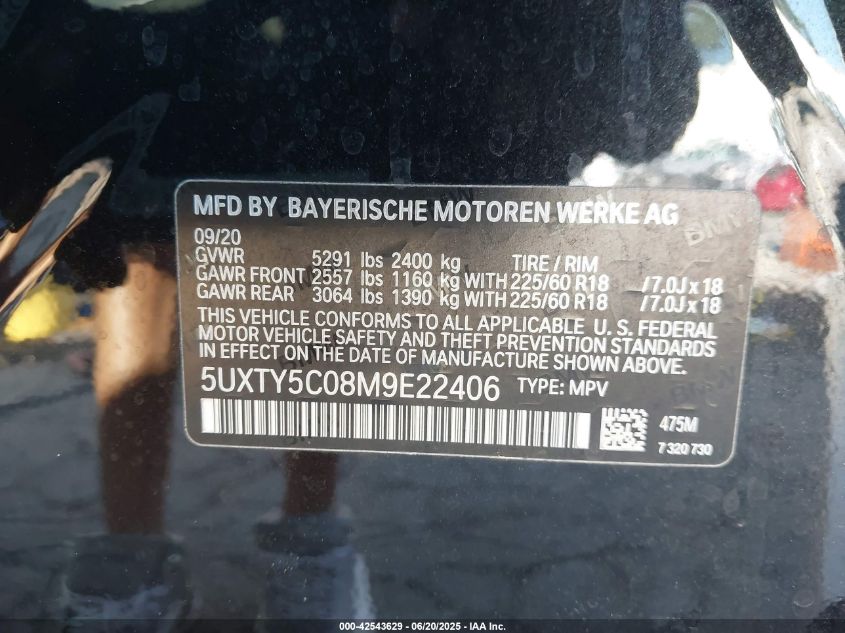 MFD BY BAYERISCHE MOTOREN WERKE AG
09/20
GVWR 5291 lbs 2400 kg TIRE / RIM
GAWR FRONT 2557 lbs 1160 kg WITH 225/60 R18 /7.0J x 18
GAWR REAR 3064 lbs 1390 kg WITH 225/60 R18 /7.0J x 18
THIS VEHICLE CONFORMS TO ALL APPLICABLE U. S. FEDERAL
MOTOR VEHICLE SAFETY AND THEFT PREVENTION STANDARDS
IN EFFECT ON THE DATE OF MANUFACTURE SHOWN ABOVE.
5UXTY5C08M9E22406 TYPE: MPV
475M
7 320 730
000-42543629 - 06/20/2025 - IAA Inc.